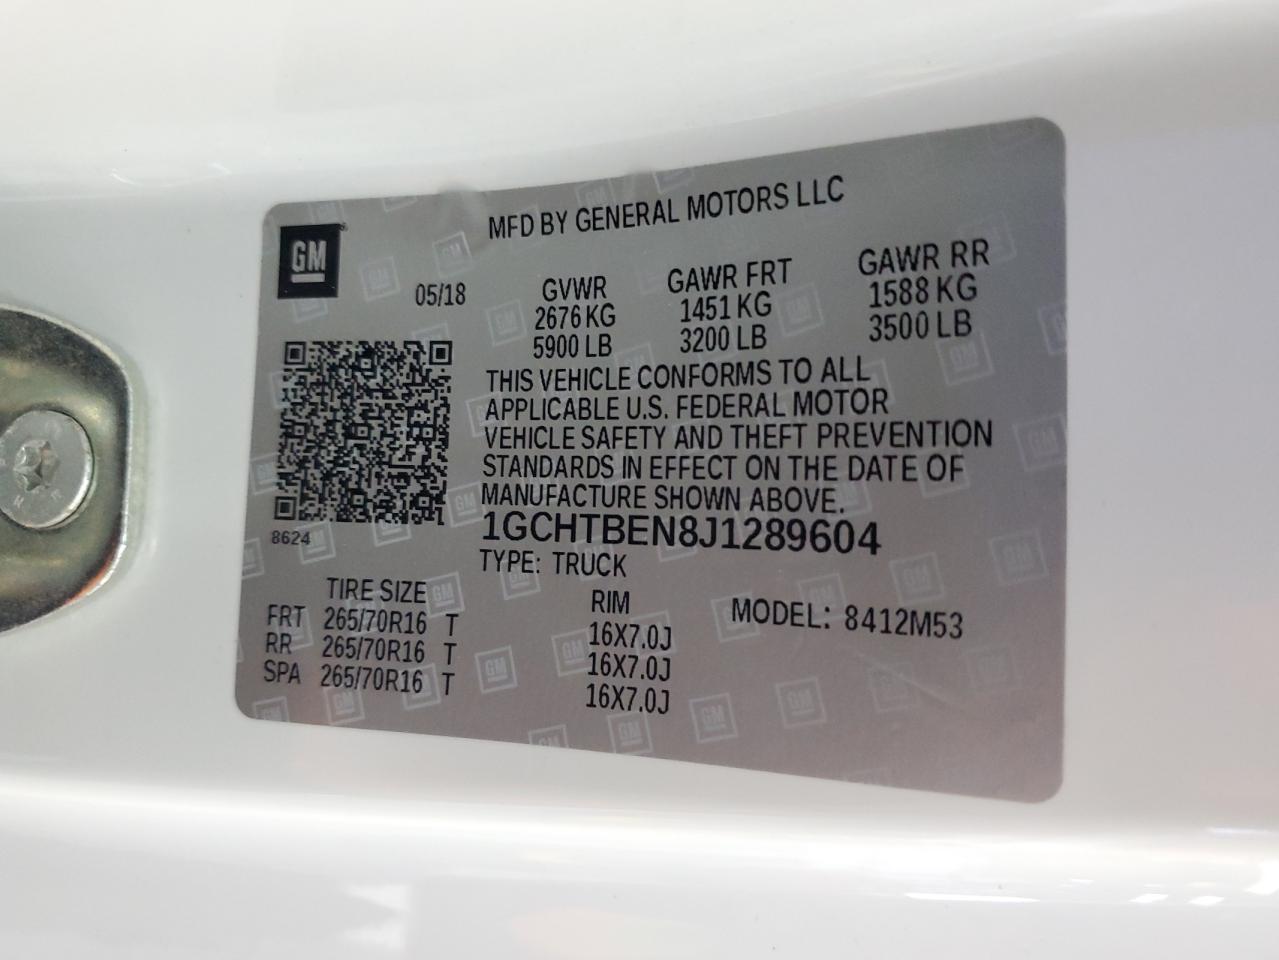 MFD BY GENERAL MOTORS LLC
GM
05/18
GVWR GAWR FRT GAWR RR
2676 KG 1451 KG 1588 KG
5900 LB 3200 LB 3500 LB
THIS VEHICLE CONFORMS TO ALL
APPLICABLE U.S. FEDERAL MOTOR
VEHICLE SAFETY AND THEFT PREVENTION
STANDARDS IN EFFECT ON THE DATE OF
MANUFACTURE SHOWN ABOVE.
8624
1GCHTBEN8J1289604
TYPE: TRUCK
TIRE SIZE RIM MODEL: 8412M53
FRT 265/70R16 T 16X7.0J
RR 265/70R16 T 16X7.0J
SPA 265/70R16 T 16X7.0J